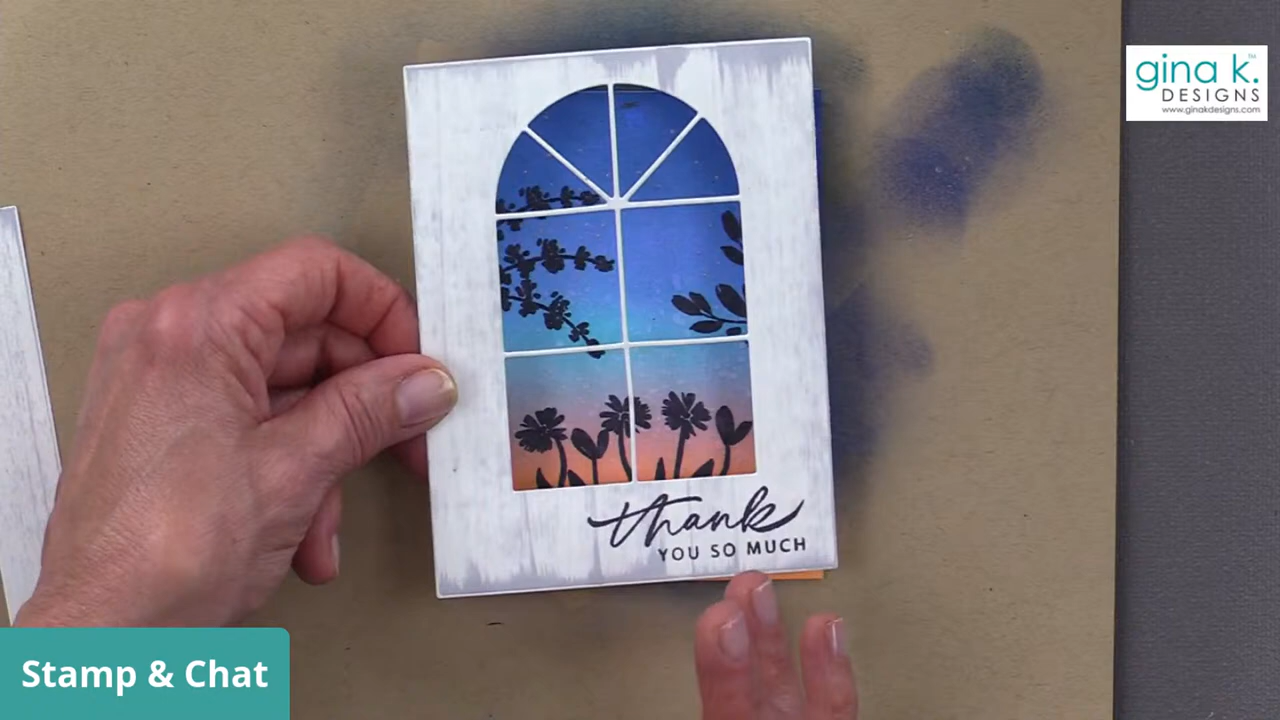 gina k.
DESIGNS
www.ginakdesigns.com
thank
YOU SO MUCH
Stamp & Chat